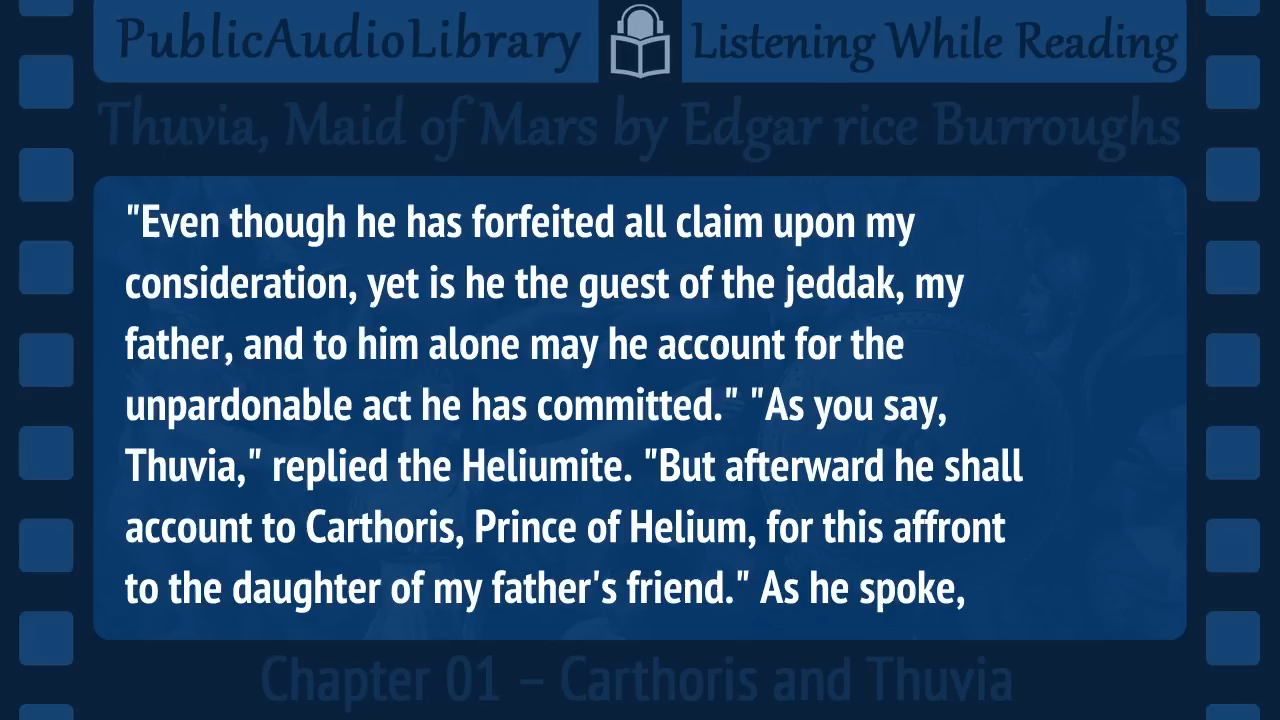 PublicAudioLibrary Listening While Reading
Thuvia, Maid of Mars by Edgar rice Burroughs
"Even though he has forfeited all claim upon my
consideration, yet is he the guest of the jeddak, my
father, and to him alone may he account for the
unpardonable act he has committed." "As you say,
Thuvia," replied the Heliumite. "But afterward he shall
account to Carthoris, Prince of Helium, for this affront
to the daughter of my father's friend." As he spoke,
Chapter 01 – Carthoris and Thuvia